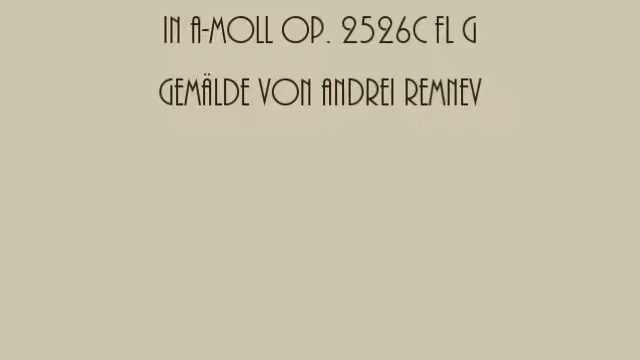 IN A-MOLL OP. 2526C FL G
GEMÄLDE VON ANDREI REMNEV